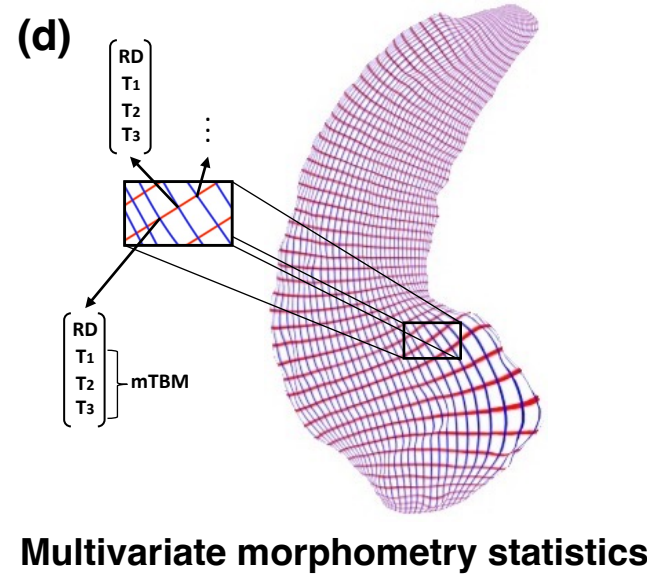 (d)
RD
T1
T2
T3
⋮
RD
T1
T2
T3
mTBM
Multivariate morphometry statistics